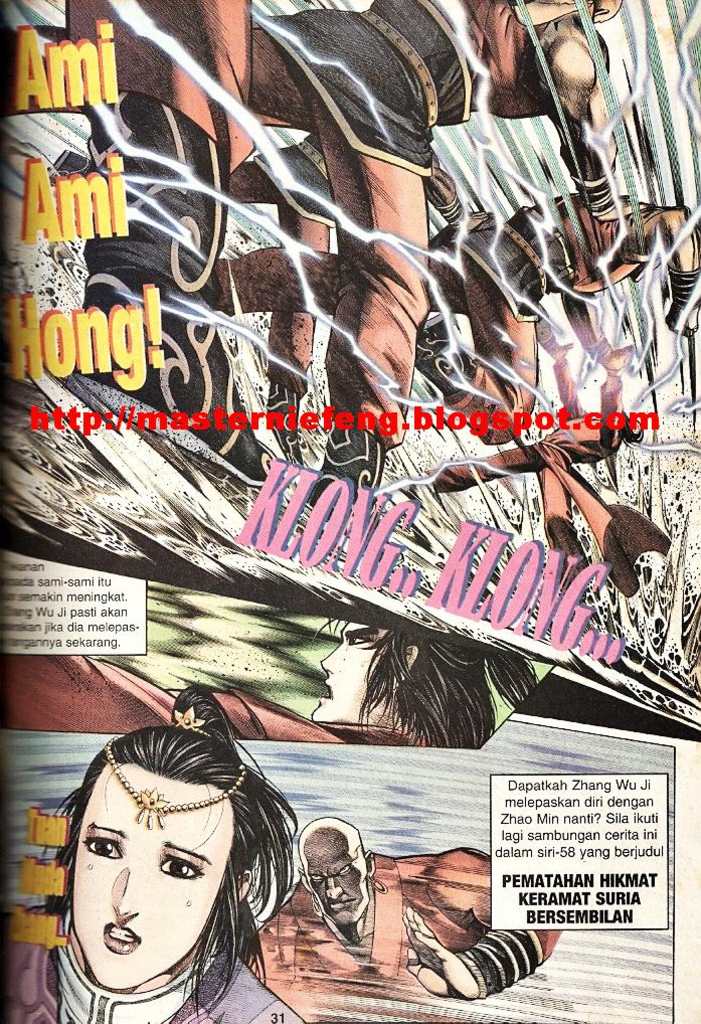 Ami
Ami
Hong!
http://masterniefeng.blogspot.com
KLONG.. KLONG...
sami-sami itu
semakin meningkat.
Wu Ji pasti akan
jika dia melepas-
sekarang.
Dapatkah Zhang Wu Ji
melepaskan diri dengan
Zhao Min nanti? Sila ikuti
lagi sambungan cerita ini
dalam siri-58 yang berjudul
PEMATAHAN HIKMAT
KERAMAT SURIA
BERSEMBILAN
31